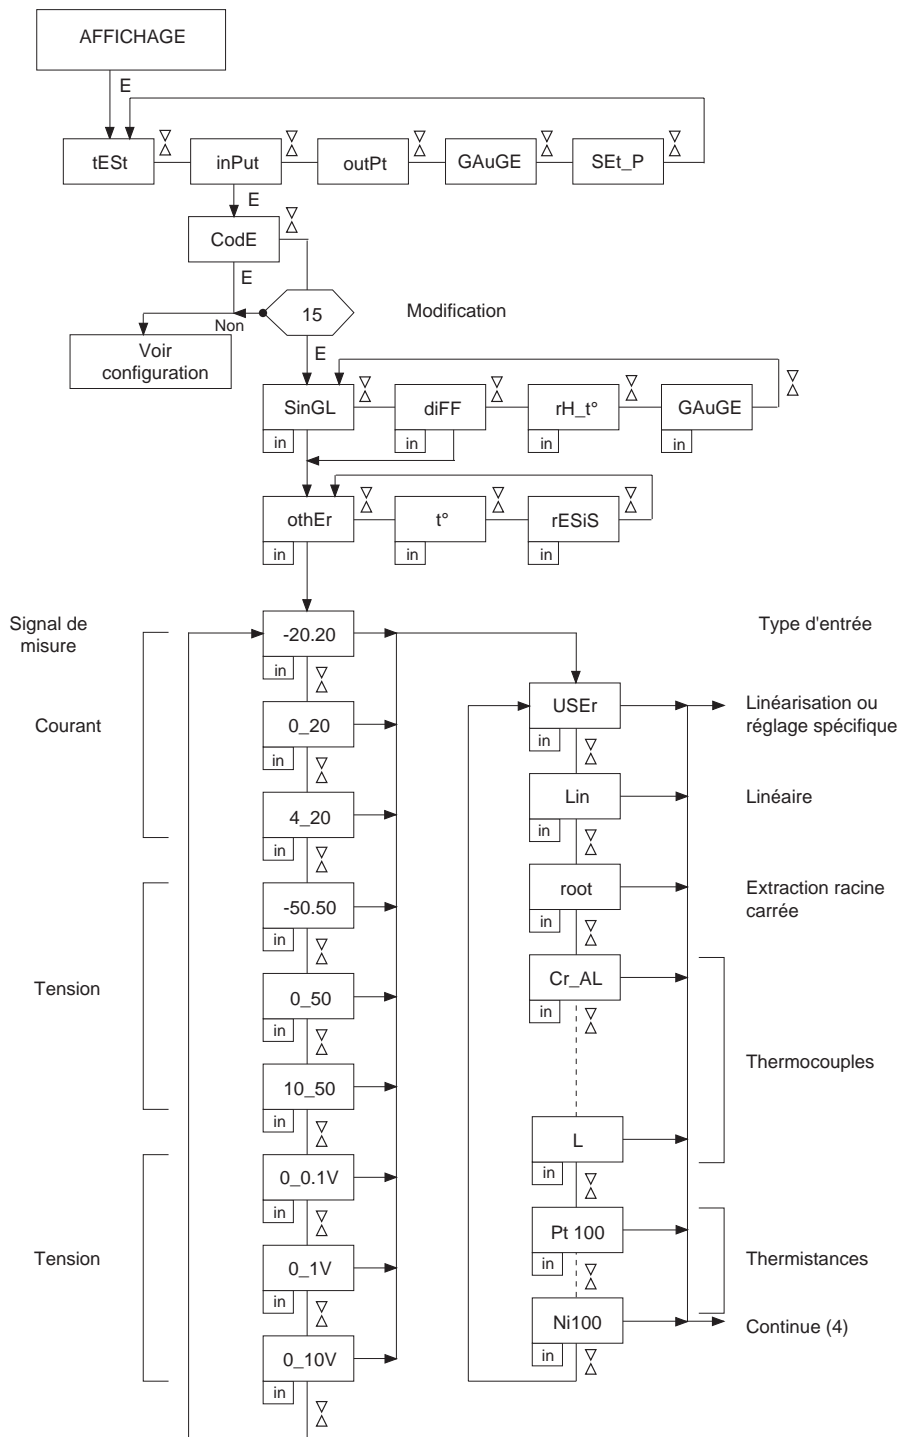 AFFICHAGE
E
tESt
inPut
outPt
GAuGE
SEt_P
E
CodE
E
15
Modification
Non
Voir
configuration
E
SinGL
diFF
rH_t°
GAuGE
in
in
in
in
othEr
t°
rESiS
in
in
in
Signal de
misure
-20.20
Type d'entrée
in
Courant
0_20
in
USEr
Linéarisation ou
réglage spécifique
in
4_20
in
Lin
Linéaire
in
-50.50
in
root
Extraction racine
carrée
in
Tension
0_50
in
Cr_AL
in
10_50
in
Thermocouples
L
in
0_0.1V
in
Pt 100
in
Tension
0_1V
in
Thermistances
Ni100
Continue (4)
in
0_10V
in